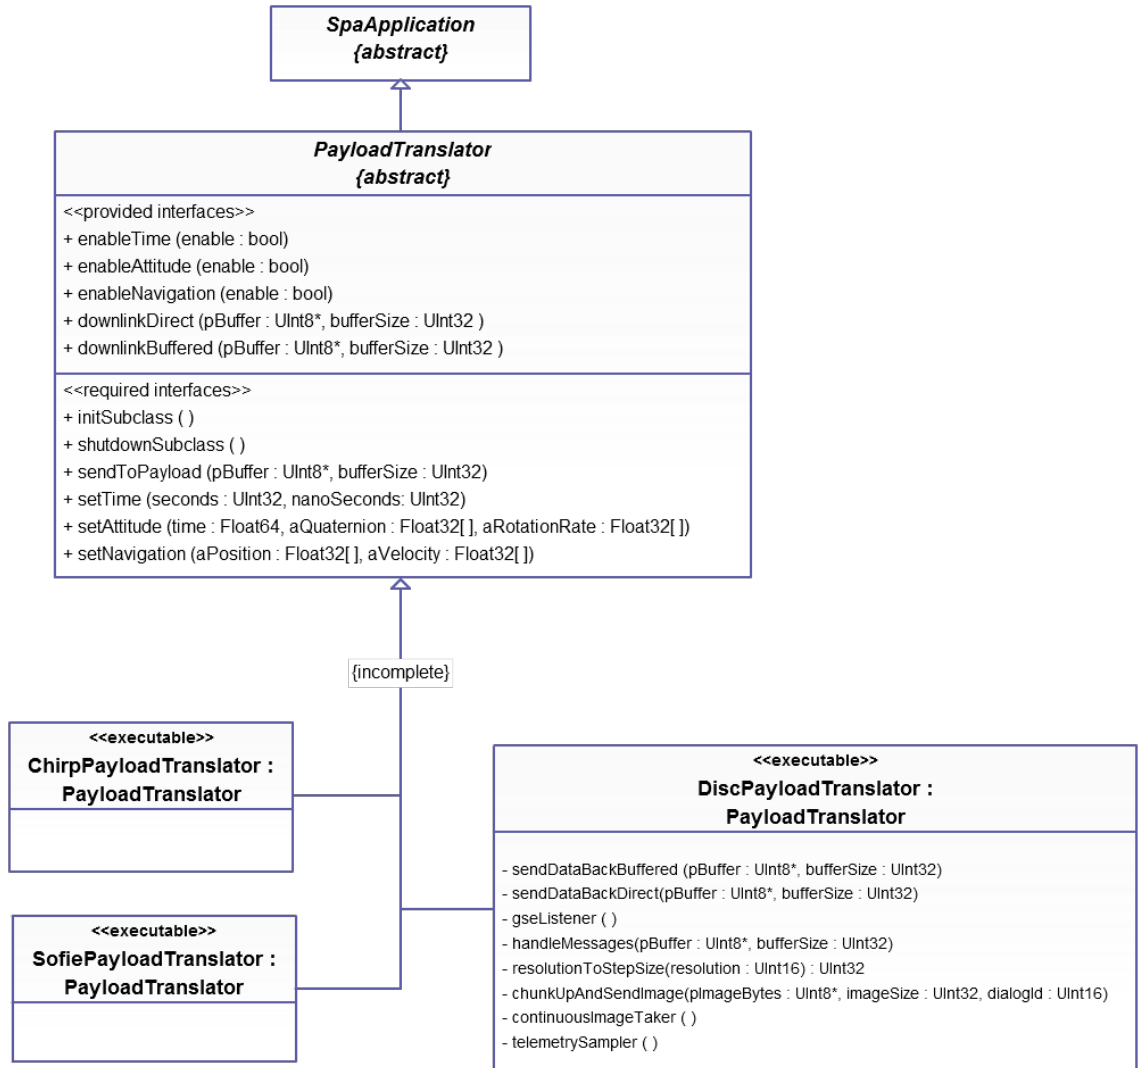 SpaApplication
{abstract}
PayloadTranslator
{abstract}
<<provided interfaces>>
+ enableTime (enable : bool)
+ enableAttitude (enable : bool)
+ enableNavigation (enable : bool)
+ downlinkDirect (pBuffer : UInt8*, bufferSize : UInt32 )
+ downlinkBuffered (pBuffer : UInt8*, bufferSize : UInt32 )
<<required interfaces>>
+ initSubclass ( )
+ shutdownSubclass ( )
+ sendToPayload (pBuffer : UInt8*, bufferSize : UInt32)
+ setTime (seconds : UInt32, nanoSeconds: UInt32)
+ setAttitude (time : Float64, aQuaternion : Float32[ ], aRotationRate : Float32[ ])
+ setNavigation (aPosition : Float32[ ], aVelocity : Float32[ ])
{incomplete}
<<executable>>
ChirpPayloadTranslator :
PayloadTranslator
<<executable>>
SofiePayloadTranslator :
PayloadTranslator
<<executable>>
DiscPayloadTranslator :
PayloadTranslator
- sendDataBackBuffered (pBuffer : UInt8*, bufferSize : UInt32)
- sendDataBackDirect(pBuffer : UInt8*, bufferSize : UInt32)
- gseListener ( )
- handleMessages(pBuffer : UInt8*, bufferSize : UInt32)
- resolutionToStepSize(resolution : UInt16) : UInt32
- chunkUpAndSendImage(pImageBytes : UInt8*, imageSize : UInt32, dialogId : UInt16)
- continuousImageTaker ( )
- telemetrySampler ( )